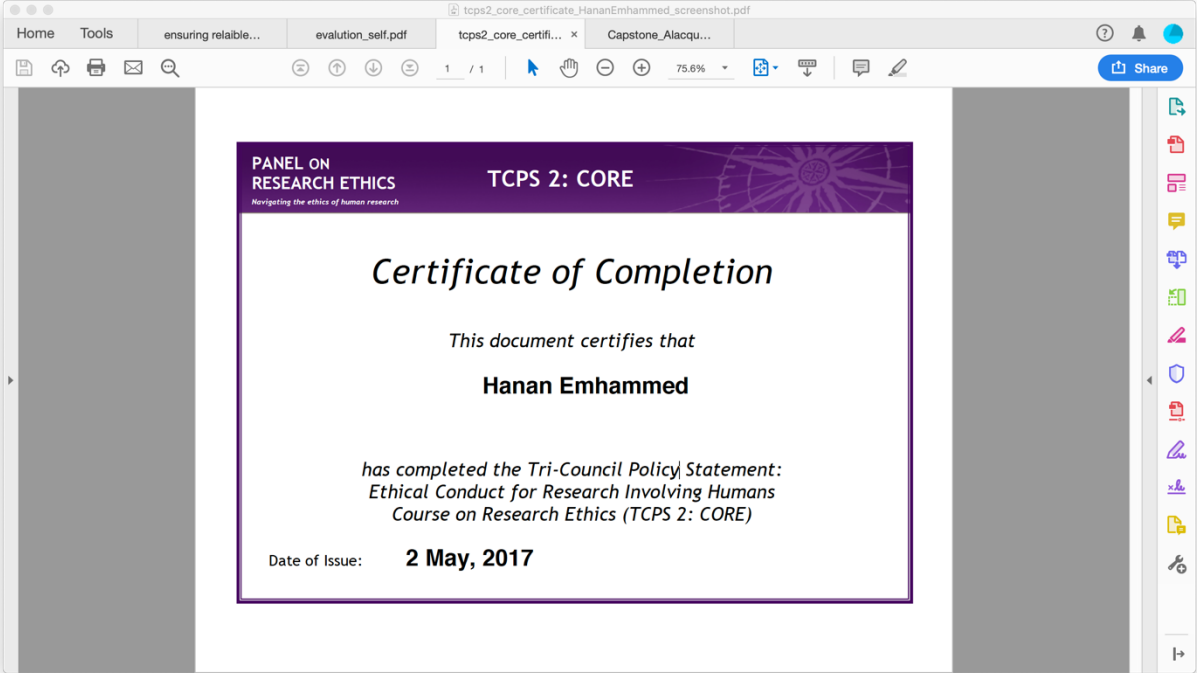 tcps2_core_certificate_HananEmhammed_screenshot.pdf
Home Tools ensuring relaible... evalution_self.pdf tcps2_core_certifi... × Capstone_Alacqu...
1 / 1 75.6% Share
PANEL ON
RESEARCH ETHICS
Navigating the ethics of human research
TCPS 2: CORE
Certificate of Completion
This document certifies that
Hanan Emhammed
has completed the Tri-Council Policy Statement:
Ethical Conduct for Research Involving Humans
Course on Research Ethics (TCPS 2: CORE)
Date of Issue: 2 May, 2017